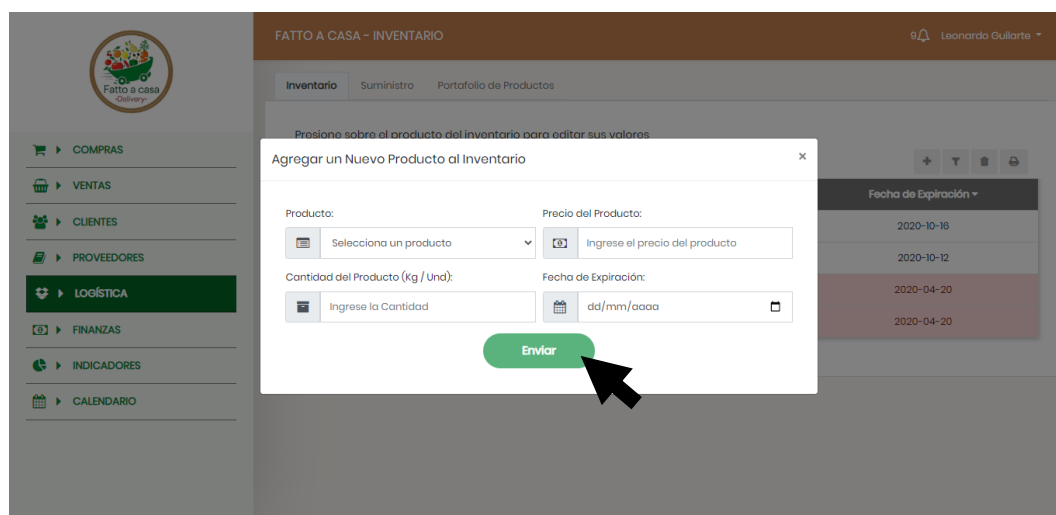 Fatto a casa
-Delivery-
FATTO A CASA - INVENTARIO
9
Leonardo Guilarte
Inventario
Suministro
Portafolio de Productos
Presione sobre el producto del inventario para editar sus valores
COMPRAS
VENTAS
CLIENTES
PROVEEDORES
LOGÍSTICA
FINANZAS
INDICADORES
CALENDARIO
Agregar un Nuevo Producto al Inventario
×
Producto:
Selecciona un producto
Precio del Producto:
Ingrese el precio del producto
Cantidad del Producto (Kg / Und):
Ingrese la Cantidad
Fecha de Expiración:
dd/mm/aaaa
Enviar
Fecha de Expiración
2020-10-16
2020-10-12
2020-04-20
2020-04-20